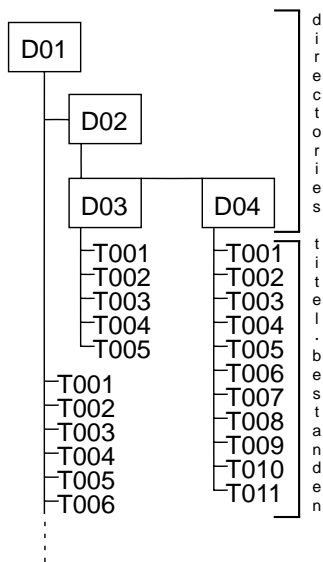 D01
D02
D03
D04
T001
T002
T003
T004
T005
T001
T002
T003
T004
T005
T006
T007
T008
T009
T010
T011
T001
T002
T003
T004
T005
T006
directories
titel.bestanden